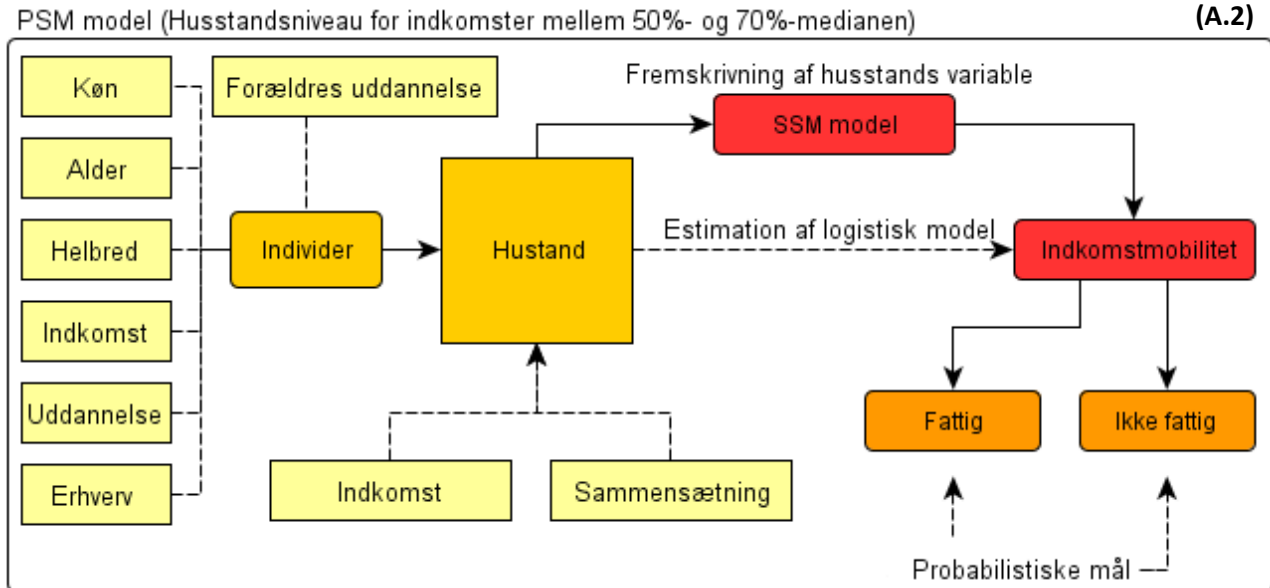 PSM model (Husstandsniveau for indkomster mellem 50%- og 70%-medianen)
(A.2)
Køn
Alder
Helbred
Indkomst
Uddannelse
Erhverv
Forældres uddannelse
Individer
Hustand
Indkomst
Sammensætning
Fremskrivning af husstands variable
SSM model
Estimation af logistisk model
Indkomstmobilitet
Fattig
Ikke fattig
Probabilistiske mål